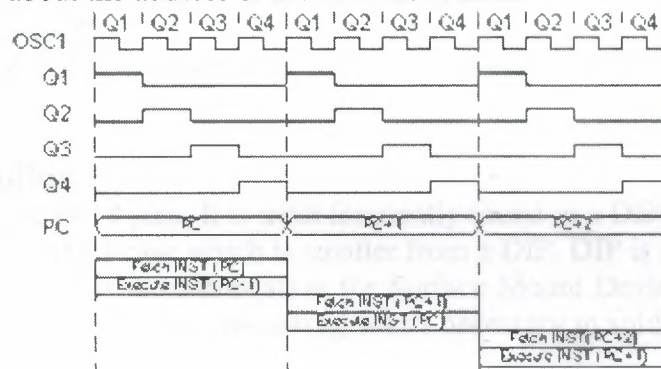 Q1 Q2 Q3 Q4 Q1 Q2 Q3 Q4 Q1 Q2 Q3 Q4
OSC1
Q1
Q2
Q3
Q4
PC PC PC+1 PC+2
Fetch INST (PC)
Execute INST (PC-1)
Fetch INST (PC+1)
Execute INST (PC)
Fetch INST (PC+2)
Execute INST (PC+1)